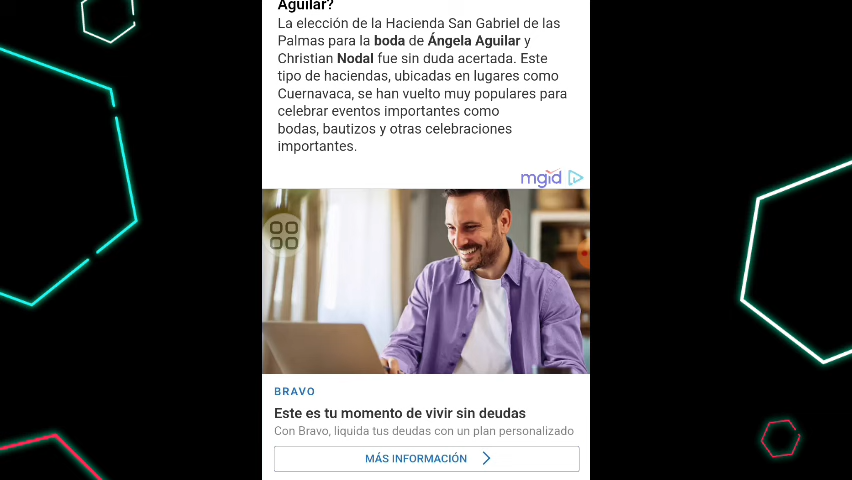 Aguilar?
La elección de la Hacienda San Gabriel de las
Palmas para la boda de Ángela Aguilar y
Christian Nodal fue sin duda acertada. Este
tipo de haciendas, ubicadas en lugares como
Cuernavaca, se han vuelto muy populares para
celebrar eventos importantes como
bodas, bautizos y otras celebraciones
importantes.
mgid
BRAVO
Este es tu momento de vivir sin deudas
Con Bravo, liquida tus deudas con un plan personalizado
MÁS INFORMACIÓN